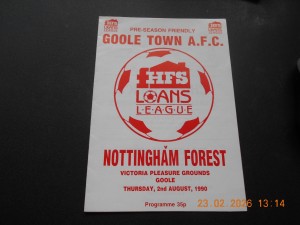 PRE-SEASON FRIENDLY
GOOLE TOWN A.F.C.
HFS
LOANS
LEAGUE
NOTTINGHAM FOREST
VICTORIA PLEASURE GROUNDS
GOOLE
THURSDAY, 2nd AUGUST, 1990
Programme 35p
23.02.2026 13:14